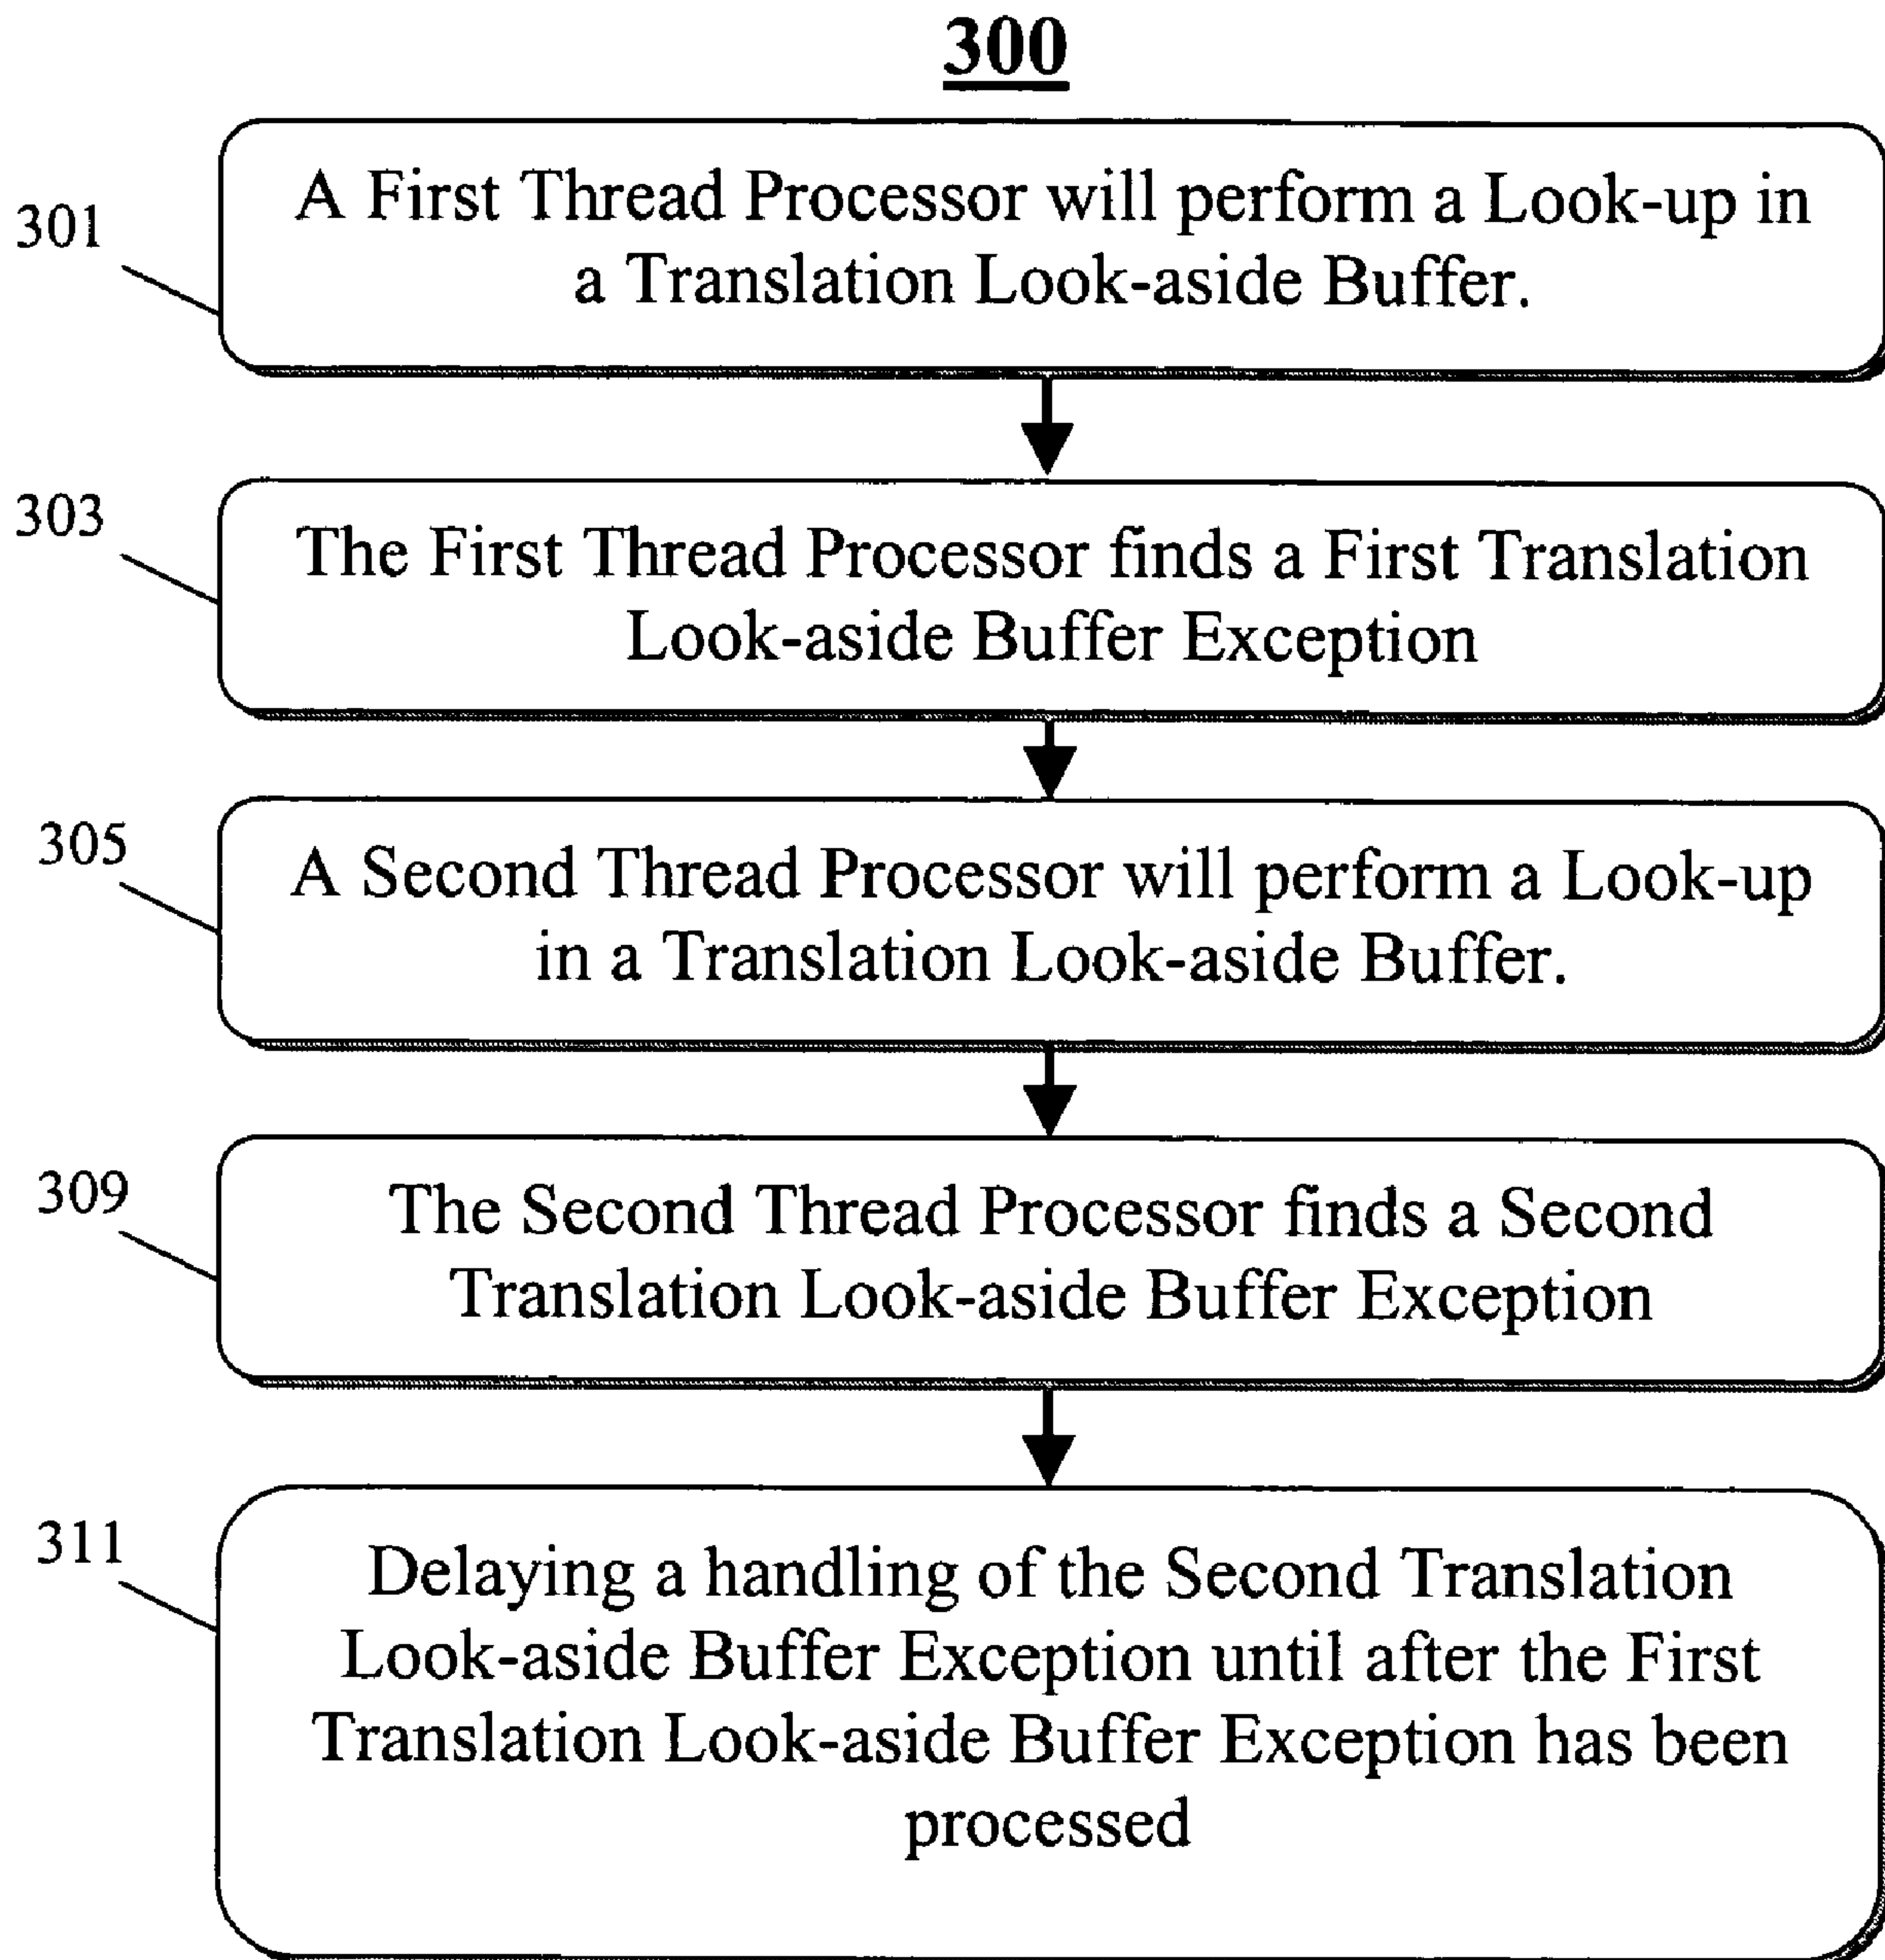 300
301
A First Thread Processor will perform a Look-up in
a Translation Look-aside Buffer.
303
The First Thread Processor finds a First Translation
Look-aside Buffer Exception
305
A Second Thread Processor will perform a Look-up
in a Translation Look-aside Buffer.
309
The Second Thread Processor finds a Second
Translation Look-aside Buffer Exception
311
Delaying a handling of the Second Translation
Look-aside Buffer Exception until after the First
Translation Look-aside Buffer Exception has been
processed